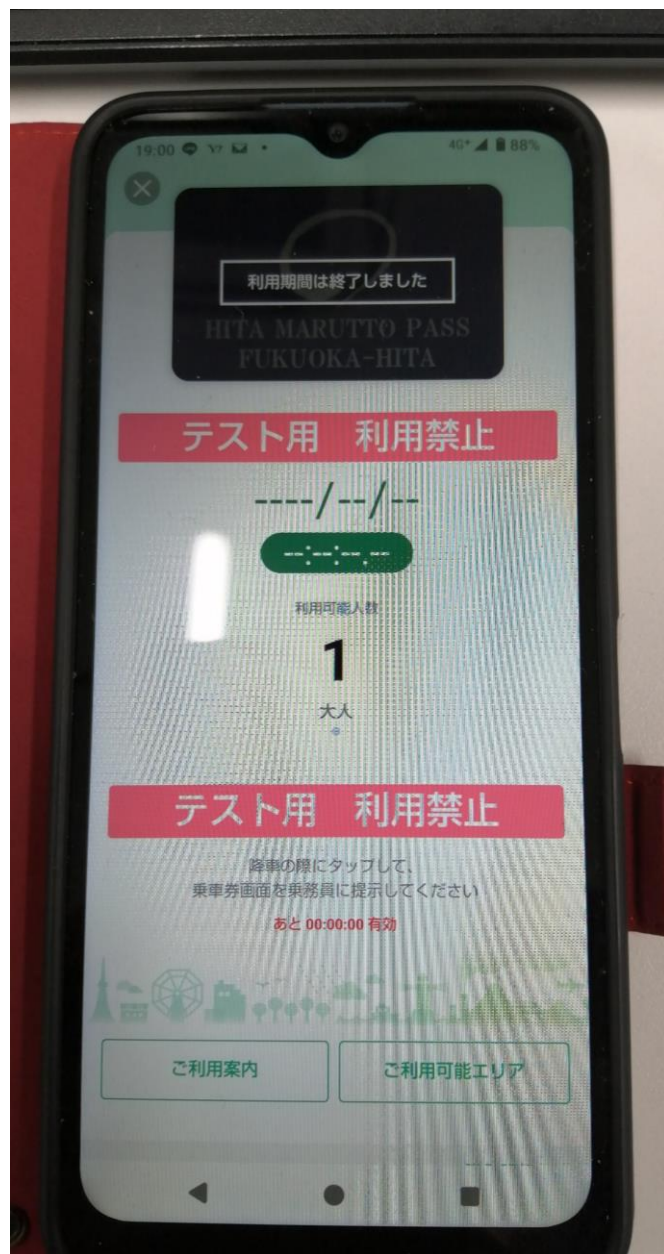 19:00
4G+ 88%
利用期間は終了しました
HITA MARUTTO PASS
FUKUOKA-HITA
テスト用 利用禁止
----/--/--
--:--:--.--
利用可能人数
1
大人
テスト用 利用禁止
降車の際にタップして、
乗車券画面を乗務員に提示してください
あと 00:00:00 有効
ご利用案内
ご利用可能エリア